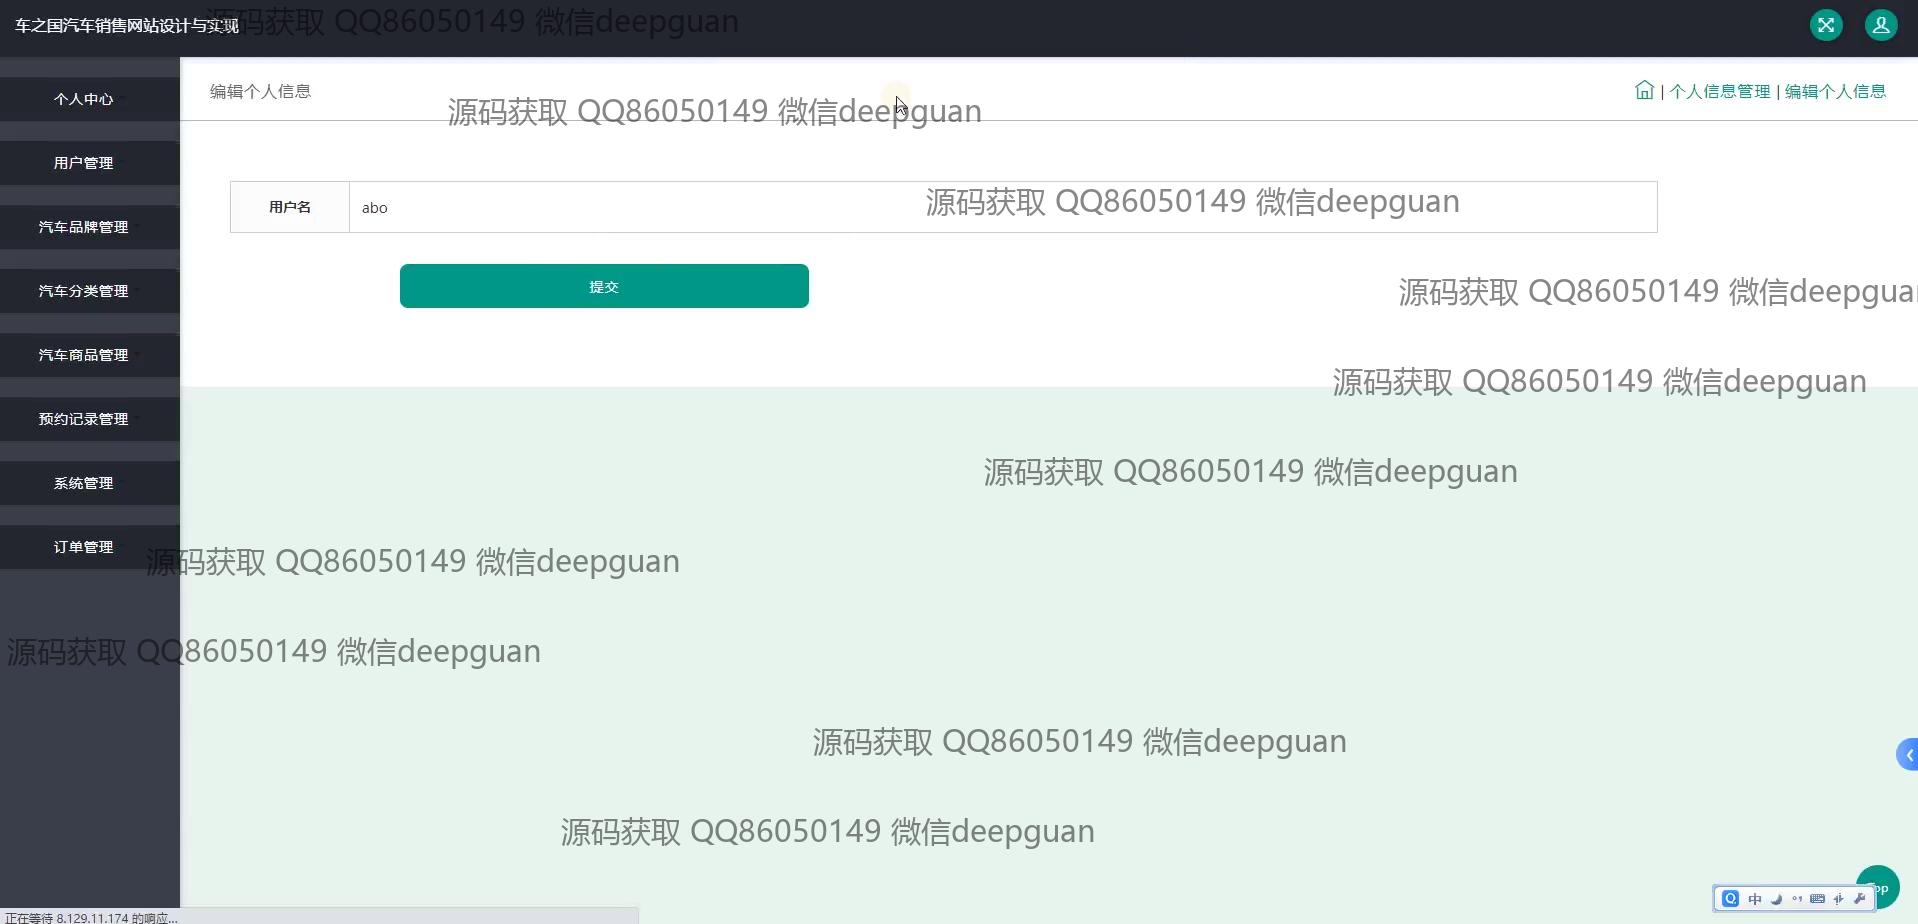 车之国汽车销售网站设计与实现
源码获取 QQ86050149 微信deepguan
个人中心
编辑个人信息
| 个人信息管理 | 编辑个人信息
源码获取 QQ86050149 微信deepguan
用户管理
用户名
abo
源码获取 QQ86050149 微信deepguan
汽车品牌管理
提交
汽车分类管理
源码获取 QQ86050149 微信deepguan
汽车商品管理
源码获取 QQ86050149 微信deepguan
预约记录管理
源码获取 QQ86050149 微信deepguan
系统管理
订单管理
源码获取 QQ86050149 微信deepguan
源码获取 QQ86050149 微信deepguan
源码获取 QQ86050149 微信deepguan
源码获取 QQ86050149 微信deepguan
中
正在等待 8.129.11.174 的响应...